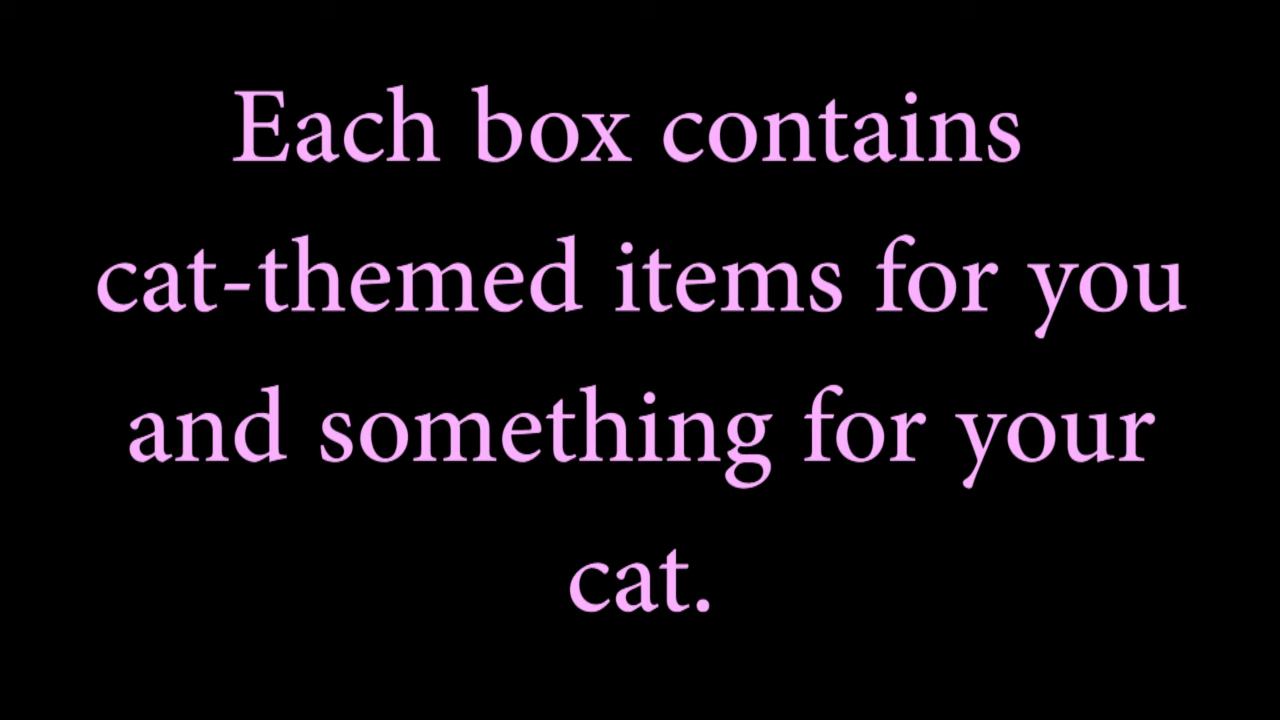 Each box contains
cat-themed items for you
and something for your
cat.